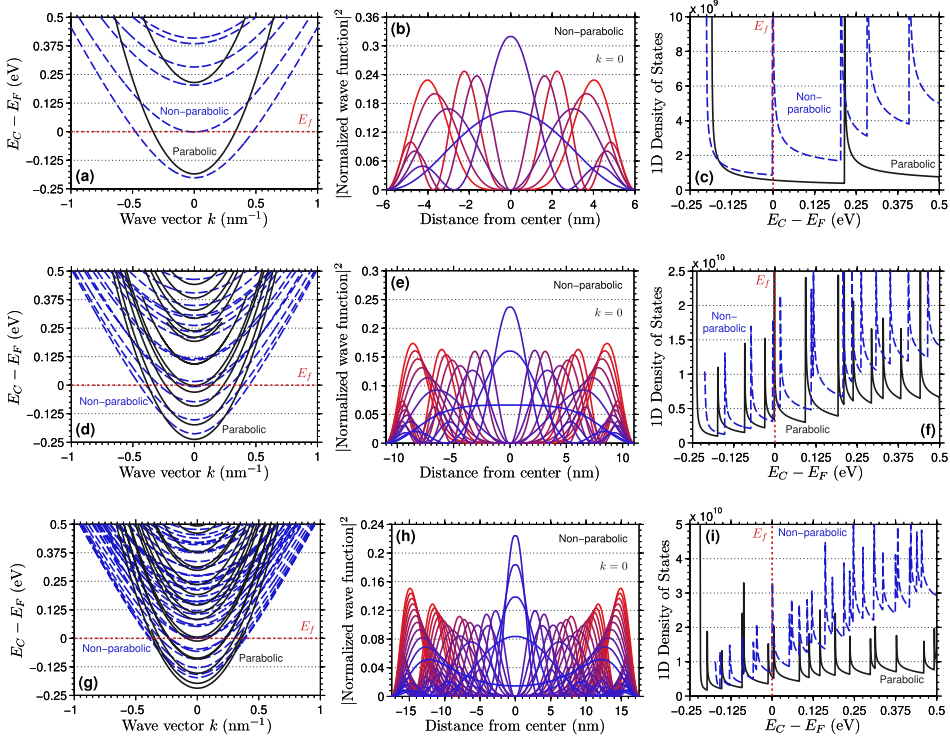 0.5
0.375
0.25
0.125
0
−0.125
−0.25
E_C − E_F (eV)
Non−parabolic
E_f
Parabolic
(a)
−1 −0.5 0 0.5 1
Wave vector k (nm⁻¹)
0.36
0.3
0.24
0.18
0.12
0.06
0
|Normalized wave function|²
(b)
Non−parabolic
k = 0
−6 −4 −2 0 2 4 6
Distance from center (nm)
x 10⁹
10
8
6
4
2
0
1D Density of States
E_f
Non−
parabolic
Parabolic
(c)
−0.25 −0.125 0 0.125 0.25 0.375 0.5
E_C − E_F (eV)
0.5
0.375
0.25
0.125
0
−0.125
−0.25
E_C − E_F (eV)
E_f
Non−parabolic
(d)
Parabolic
−1 −0.5 0 0.5 1
Wave vector k (nm⁻¹)
0.3
0.25
0.2
0.15
0.1
0.05
0
|Normalized wave function|²
(e)
Non−parabolic
k = 0
−10 −8 −6 −4 −2 0 2 4 6 8 10
Distance from center (nm)
x 10¹⁰
2.5
2
1.5
1
0.5
0
1D Density of States
E_f
Non−
parabolic
Parabolic
(f)
−0.25 −0.125 0 0.125 0.25 0.375 0.5
E_C − E_F (eV)
0.5
0.375
0.25
0.125
0
−0.125
−0.25
E_C − E_F (eV)
E_f
Non−parabolic
Parabolic
(g)
−1 −0.5 0 0.5 1
Wave vector k (nm⁻¹)
0.24
0.2
0.16
0.12
0.08
0.04
0
|Normalized wave function|²
(h)
Non−parabolic
k = 0
−15 −10 −5 0 5 10 15
Distance from center (nm)
x 10¹⁰
5
4
3
2
1
0
1D Density of States
E_f
Non−parabolic
Parabolic
(i)
−0.25 −0.125 0 0.125 0.25 0.375 0.5
E_C − E_F (eV)